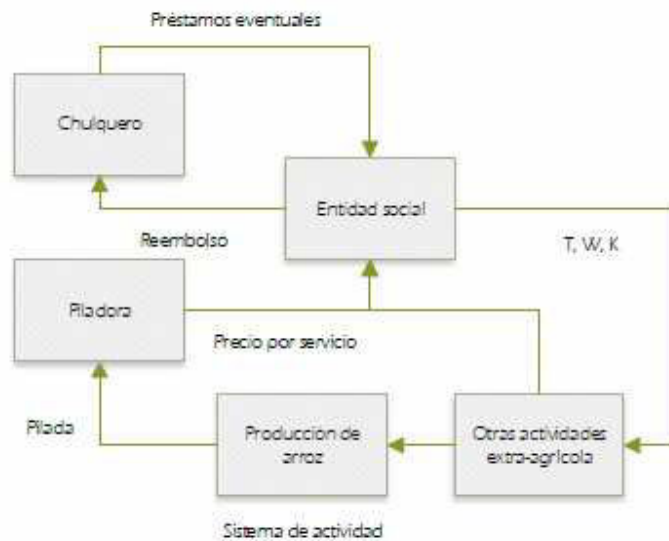 Préstamos eventuales
Chulquero
Entidad social
Reembolso
T, W, K
Piladora
Precio por servicio
Pilada
Producción de
arroz
Otras actividades
extra-agrícola
Sistema de actividad